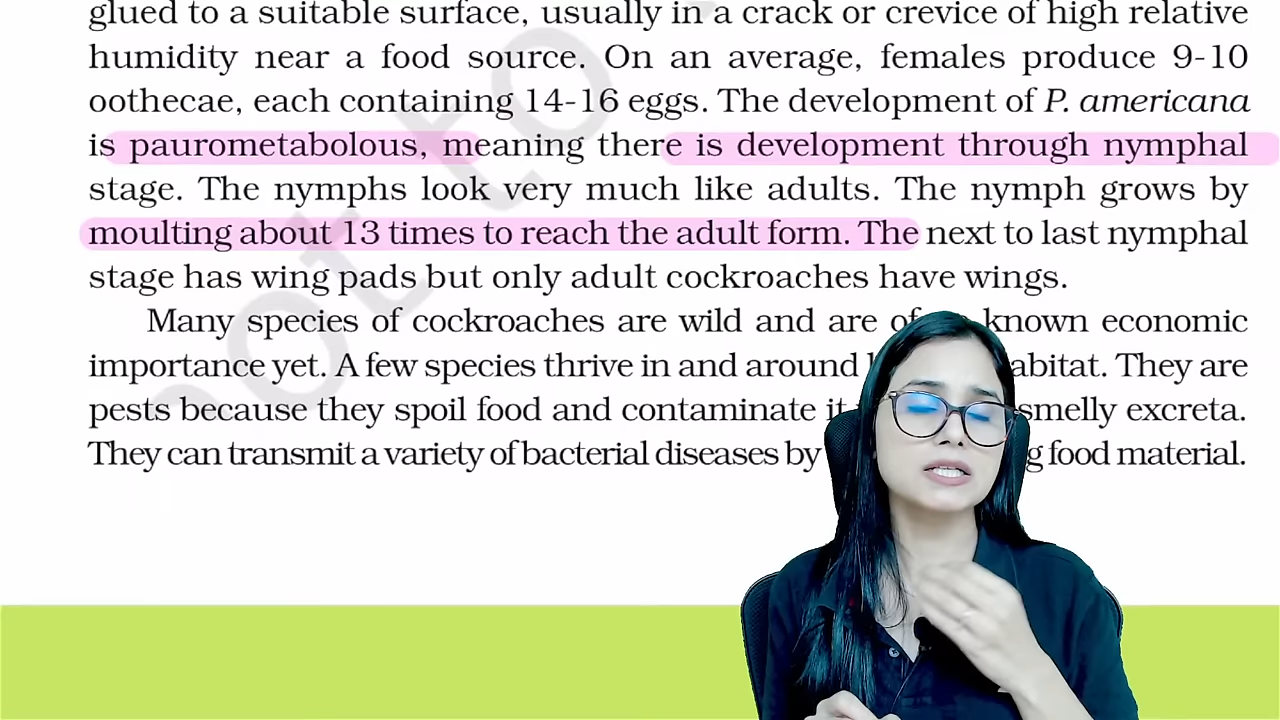 glued to a suitable surface, usually in a crack or crevice of high relative
humidity near a food source. On an average, females produce 9-10
oothecae, each containing 14-16 eggs. The development of P. americana
is paurometabolous, meaning there is development through nymphal
stage. The nymphs look very much like adults. The nymph grows by
moulting about 13 times to reach the adult form. The next to last nymphal
stage has wing pads but only adult cockroaches have wings.
Many species of cockroaches are wild and are of known economic
importance yet. A few species thrive in and around
pests because they spoil food and contaminate it smelly excreta.
They can transmit a variety of bacterial diseases by food material.
not to